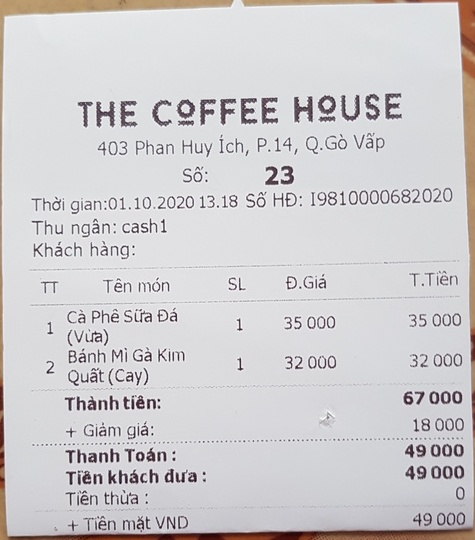 THE COFFEE HOUSE
403 Phan Huy Ích, P.14, Q.Gò Vấp
Số: 23
Thời gian:01.10.2020 13.18 Số HĐ: I9810000682020
Thu ngân: cash1
Khách hàng:
TT Tên món SL Đ.Giá T.Tiền
1 Cà Phê Sữa Đá (Vừa) 1 35 000 35 000
2 Bánh Mì Gà Kim Quất (Cay) 1 32 000 32 000
Thành tiền: 67 000
+ Giảm giá: 18 000
Thanh Toán : 49 000
Tiền khách đưa : 49 000
Tiền thừa : 0
+ Tiền mặt VND 49 000